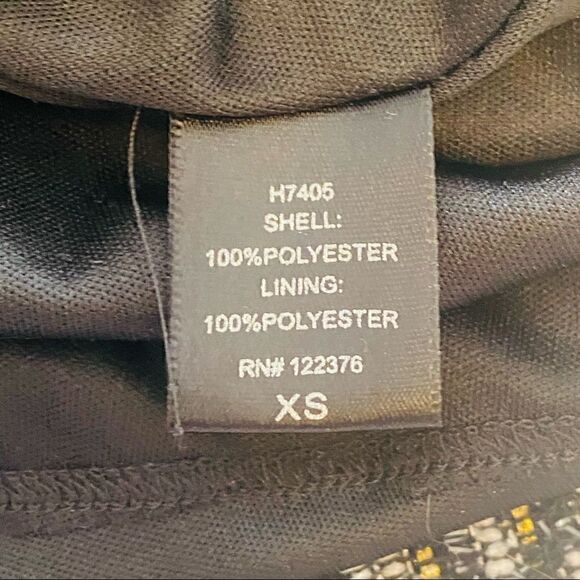 H7405
SHELL:
100%POLYESTER
LINING:
100%POLYESTER
RN# 122376
XS